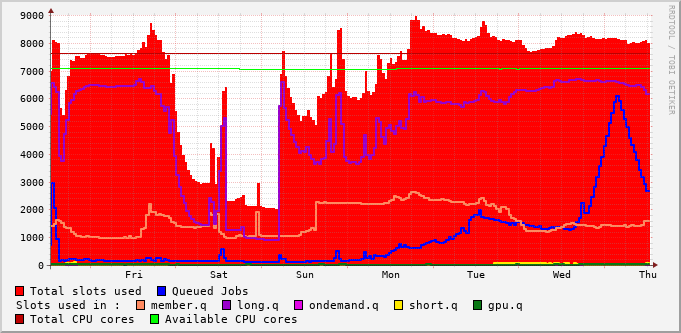 9000
8000
7000
6000
5000
4000
3000
2000
1000
0
Fri Sat Sun Mon Tue Wed Thu
RRDTOOL / TOBI OETIKER
Total slots used Queued Jobs
Slots used in : member.q long.q ondemand.q short.q gpu.q
Total CPU cores Available CPU cores